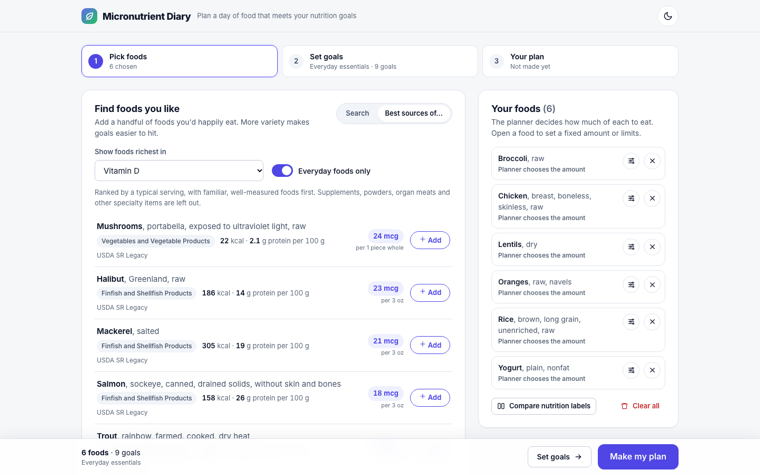 Micronutrient Diary Plan a day of food that meets your nutrition goals
1 Pick foods
6 chosen
2 Set goals
Everyday essentials · 9 goals
3 Your plan
Not made yet
Find foods you like
Add a handful of foods you'd happily eat. More variety makes
goals easier to hit.
Search Best sources of...
Show foods richest in
Vitamin D
Everyday foods only
Ranked by a typical serving, with familiar, well-measured foods first. Supplements, powders, organ meats and
other specialty items are left out.
Mushrooms, portabella, exposed to ultraviolet light, raw
Vegetables and Vegetable Products 22 kcal · 2.1 g protein per 100 g
USDA SR Legacy
24 mcg
per 1 piece whole
+ Add
Halibut, Greenland, raw
Finfish and Shellfish Products 186 kcal · 14 g protein per 100 g
USDA SR Legacy
23 mcg
per 3 oz
+ Add
Mackerel, salted
Finfish and Shellfish Products 305 kcal · 19 g protein per 100 g
USDA SR Legacy
21 mcg
per 3 oz
+ Add
Salmon, sockeye, canned, drained solids, without skin and bones
Finfish and Shellfish Products 158 kcal · 26 g protein per 100 g
USDA SR Legacy
18 mcg
per 3 oz
+ Add
Trout, rainbow, farmed, cooked, dry heat
Your foods (6)
The planner decides how much of each to eat.
Open a food to set a fixed amount or limits.
Broccoli, raw
Planner chooses the amount
Chicken, breast, boneless,
skinless, raw
Planner chooses the amount
Lentils, dry
Planner chooses the amount
Oranges, raw, navels
Planner chooses the amount
Rice, brown, long grain,
unenriched, raw
Planner chooses the amount
Yogurt, plain, nonfat
Planner chooses the amount
Compare nutrition labels
Clear all
6 foods · 9 goals
Everyday essentials
Set goals →
Make my plan